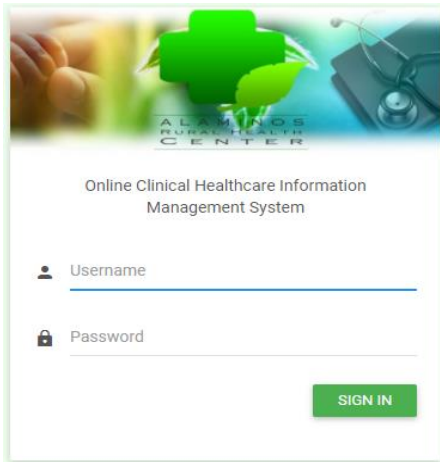 ALAMINOS
RURAL HEALTH
CENTER
Online Clinical Healthcare Information
Management System
Username
Password
SIGN IN